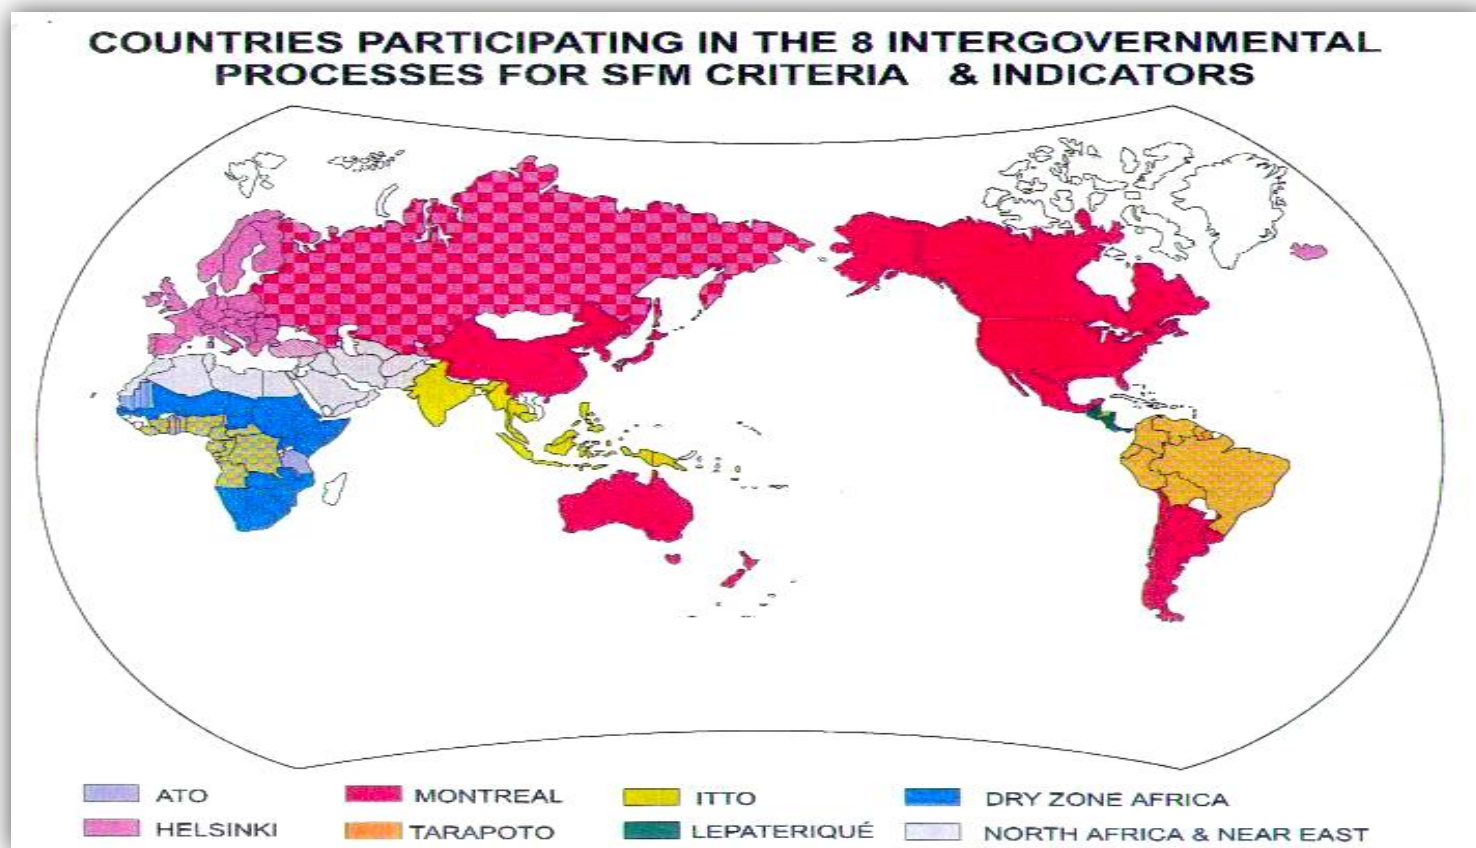 COUNTRIES PARTICIPATING IN THE 8 INTERGOVERNMENTAL
PROCESSES FOR SFM CRITERIA & INDICATORS
ATO
MONTREAL
ITTO
DRY ZONE AFRICA
HELSINKI
TARAPOTO
LEPATERIQUÉ
NORTH AFRICA & NEAR EAST